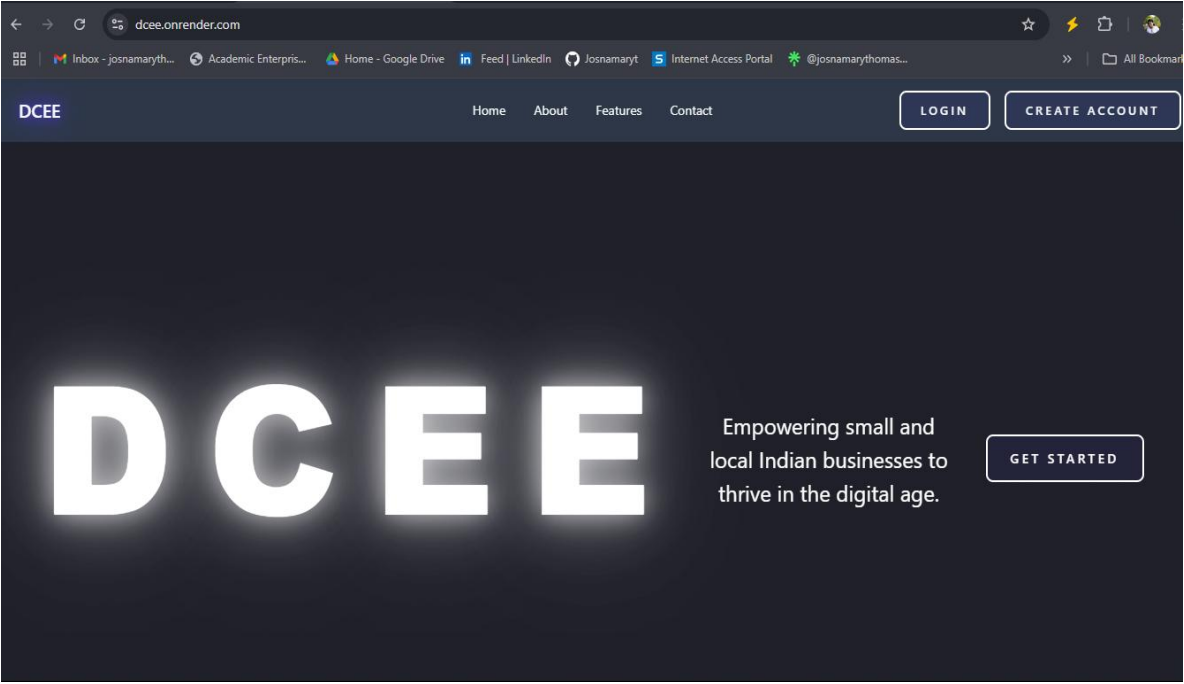 dcee.onrender.com
Inbox - josnamaryth... Academic Enterpris... Home - Google Drive in Feed | LinkedIn Josnamaryt S Internet Access Portal @josnamarythomas... » All Bookmark
DCEE Home About Features Contact LOGIN CREATE ACCOUNT
DCEE
Empowering small and
local Indian businesses to
thrive in the digital age.
GET STARTED